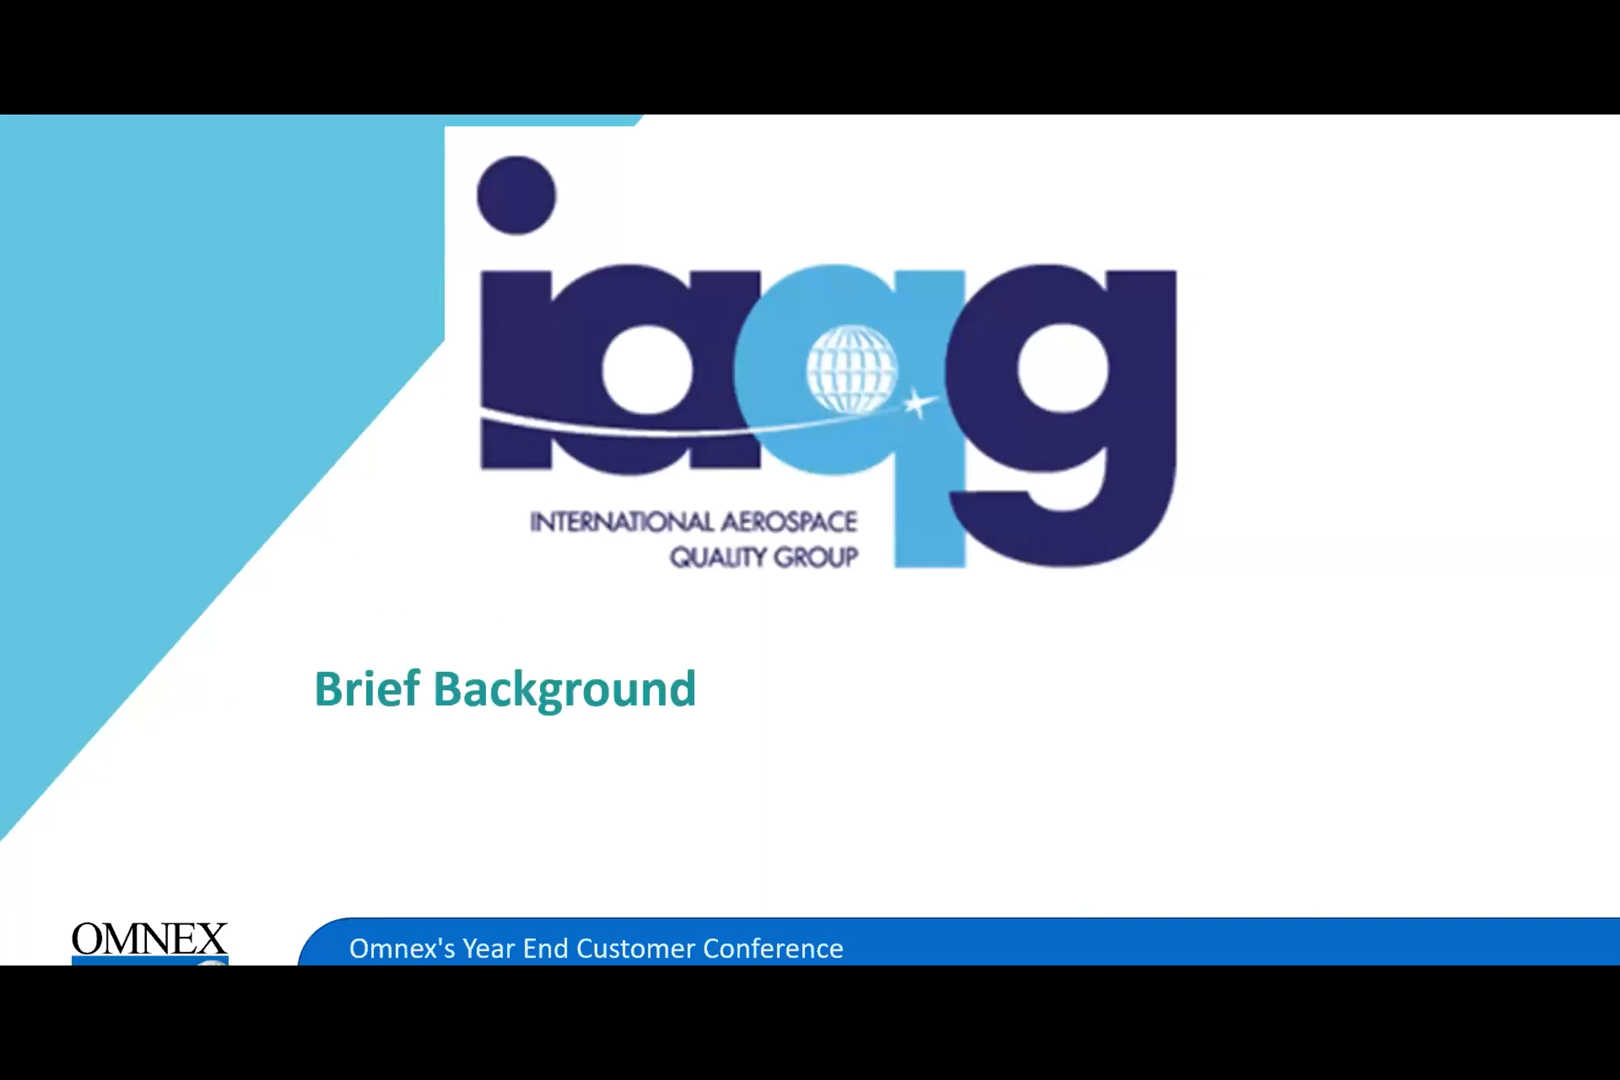 iaqg
INTERNATIONAL AEROSPACE
QUALITY GROUP
Brief Background
OMNEX
Omnex's Year End Customer Conference